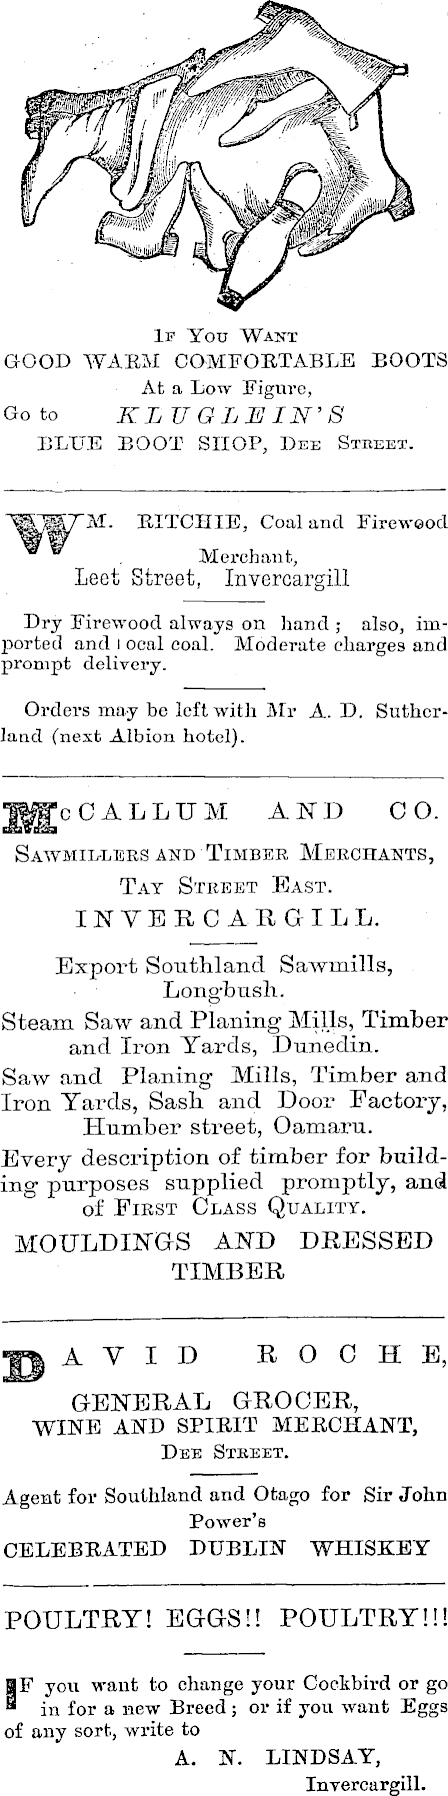 If You Want
GOOD WARM COMFORTABLE BOOTS
At a Low Figure,
Go to KLUGLEIN'S
BLUE BOOT SHOP, Dee Street.
WM. RITCHIE, Coal and Firewood
Merchant,
Leet Street, Invercargill
Dry Firewood always on hand; also, im-
ported and local coal. Moderate charges and
prompt delivery.
Orders may be left with Mr A. D. Suther-
land (next Albion hotel).
McCALLUM AND CO.
Sawmillers and Timber Merchants,
Tay Street East.
INVERCARGILL.
Export Southland Sawmills,
Longbush.
Steam Saw and Planing Mills, Timber
and Iron Yards, Dunedin.
Saw and Planing Mills, Timber and
Iron Yards, Sash and Door Factory,
Humber street, Oamaru.
Every description of timber for build-
ing purposes supplied promptly, and
of First Class Quality.
MOULDINGS AND DRESSED
TIMBER
DAVID ROCHE,
GENERAL GROCER,
WINE AND SPIRIT MERCHANT,
Dee Street.
Agent for Southland and Otago for Sir John
Power's
CELEBRATED DUBLIN WHISKEY
POULTRY! EGGS!! POULTRY!!!
IF you want to change your Cockbird or go
in for a new Breed; or if you want Eggs
of any sort, write to
A. N. LINDSAY,
Invercargill.